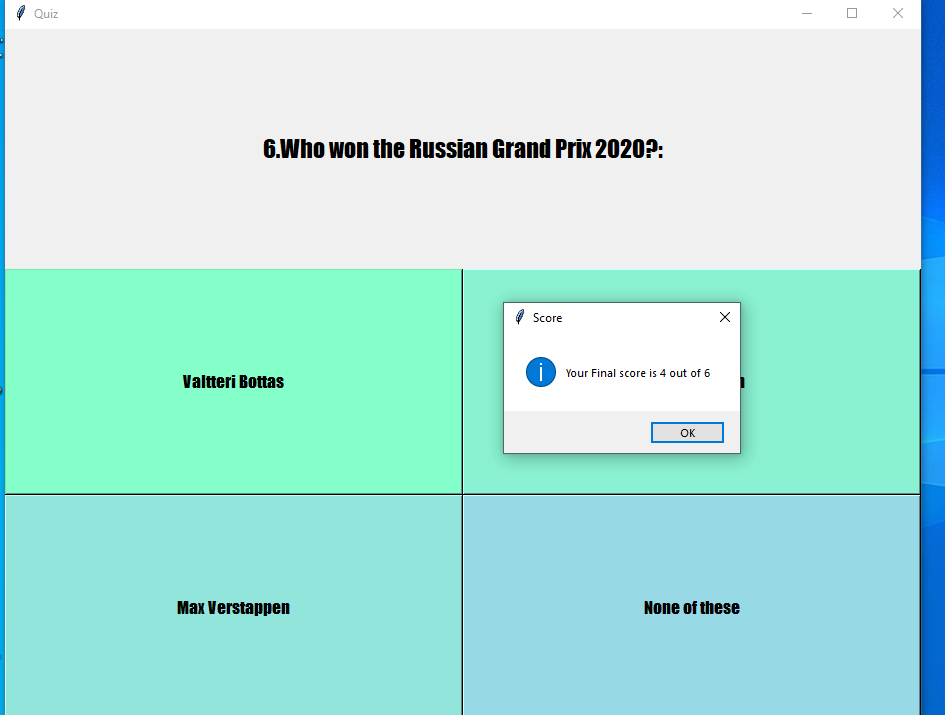 Quiz
6.Who won the Russian Grand Prix 2020?:
Valtteri Bottas
Score
Your Final score is 4 out of 6
OK
Max Verstappen
None of these